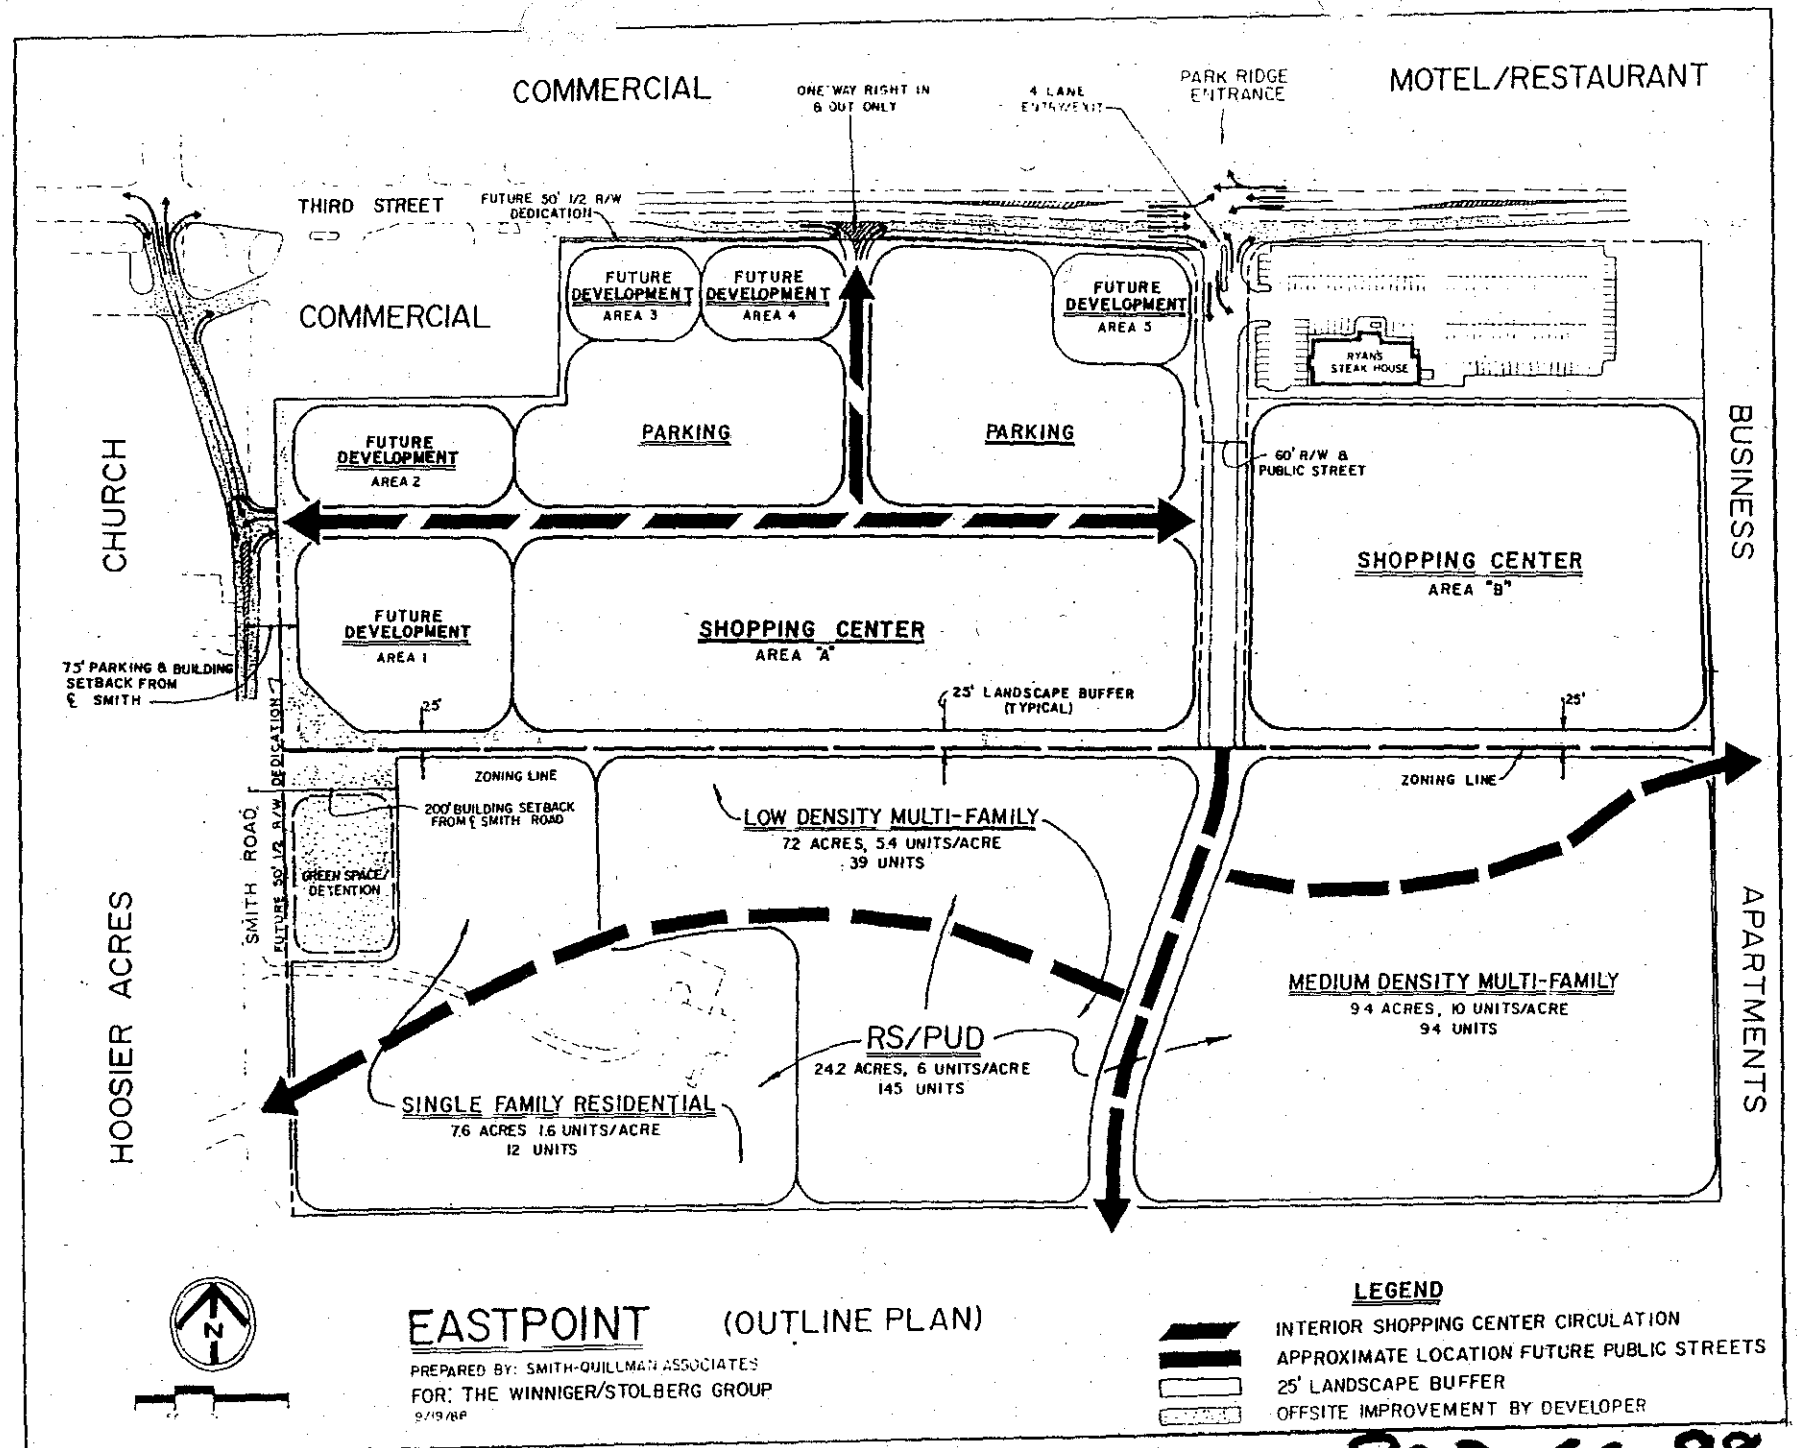 COMMERCIAL
ONE WAY RIGHT IN
& OUT ONLY
4 LANE
ENTRY/EXIT
PARK RIDGE
ENTRANCE
MOTEL/RESTAURANT
THIRD STREET
FUTURE 50' 1/2 R/W
DEDICATION
COMMERCIAL
FUTURE
DEVELOPMENT
AREA 3
FUTURE
DEVELOPMENT
AREA 4
FUTURE
DEVELOPMENT
AREA 5
RYAN'S
STEAK HOUSE
FUTURE
DEVELOPMENT
AREA 2
PARKING
PARKING
60' R/W &
PUBLIC STREET
CHURCH
BUSINESS
SHOPPING CENTER
AREA "B"
FUTURE
DEVELOPMENT
AREA 1
SHOPPING CENTER
AREA "A"
75' PARKING & BUILDING
SETBACK FROM
℄ SMITH
25'
25' LANDSCAPE BUFFER
(TYPICAL)
25'
ZONING LINE
ZONING LINE
200' BUILDING SETBACK
FROM ℄ SMITH ROAD
SMITH ROAD
FUTURE 50' 1/2 R/W DEDICATION
GREEN SPACE/
DETENTION
LOW DENSITY MULTI-FAMILY
7.2 ACRES, 5.4 UNITS/ACRE
39 UNITS
HOOSIER ACRES
APARTMENTS
MEDIUM DENSITY MULTI-FAMILY
9.4 ACRES, 10 UNITS/ACRE
94 UNITS
RS/PUD
24.2 ACRES, 6 UNITS/ACRE
145 UNITS
SINGLE FAMILY RESIDENTIAL
7.6 ACRES 1.6 UNITS/ACRE
12 UNITS
N
EASTPOINT (OUTLINE PLAN)
PREPARED BY: SMITH-QUILLMAN ASSOCIATES
FOR: THE WINNIGER/STOLBERG GROUP
9/19/88
LEGEND
INTERIOR SHOPPING CENTER CIRCULATION
APPROXIMATE LOCATION FUTURE PUBLIC STREETS
25' LANDSCAPE BUFFER
OFFSITE IMPROVEMENT BY DEVELOPER